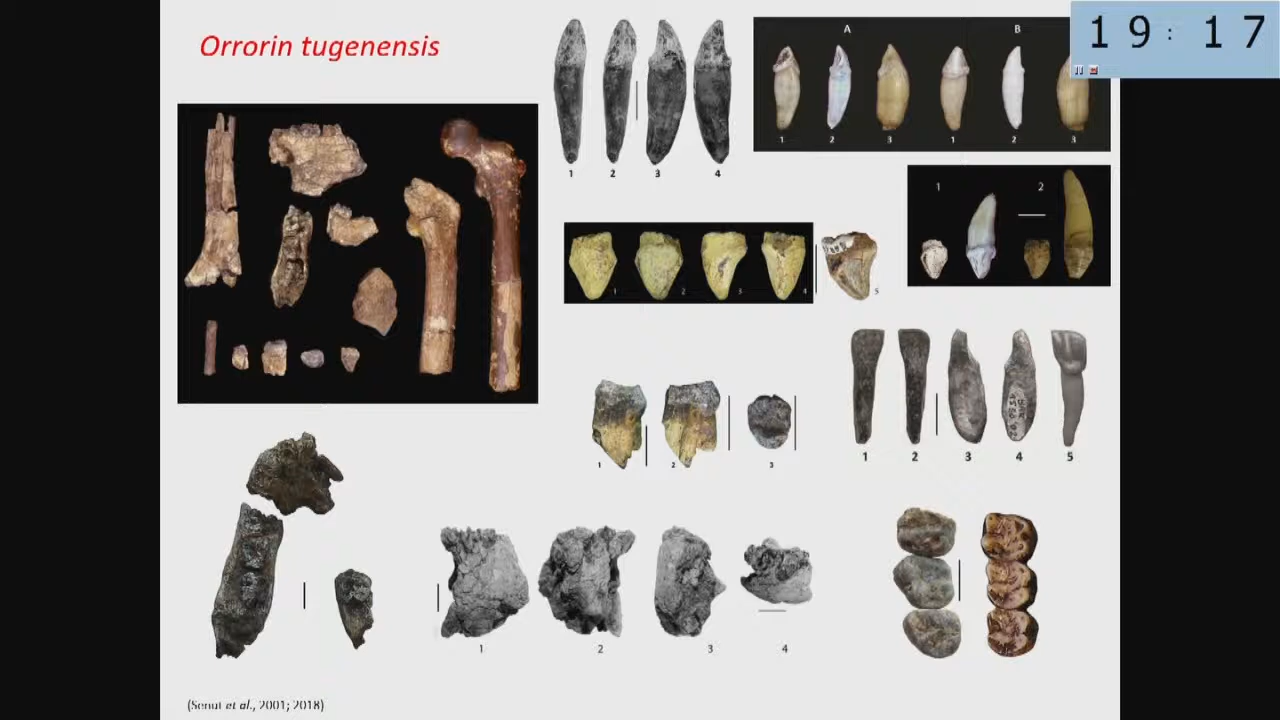 Orrorin tugenensis
19:17
A B
1 2 3 1 2 3
1 2 3 4
1 2
1 2 3 4 5
1 2 3
1 2 3 4 5
1 2 3 4
(Senut et al., 2001; 2018)